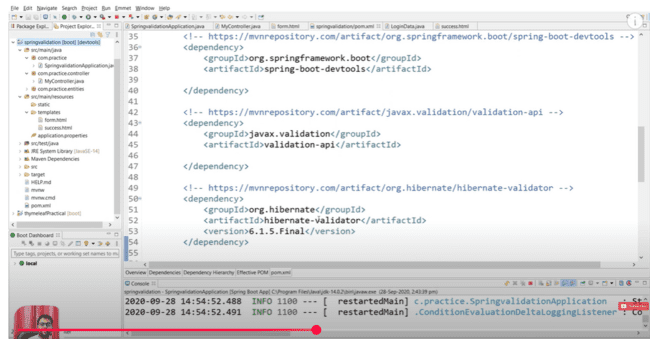 File Edit Navigate Search Project Run Frame Window Help
Package Expl... Project Explor...
SpringvalidationApplication.java MyController.java form.html springvalidation/pom.xml LoginData.java success.html
springvalidation [boot] [devtools]
src/main/java
com.practice
SpringvalidationApplication.jav
com.practice.controller
MyController.java
com.practice.entities
src/main/resources
static
templates
form.html
success.html
application.properties
src/test/java
JRE System Library [JavaSE-14]
Maven Dependencies
src
target
HELP.md
mvnw
mvnw.cmd
pom.xml
thymeleafPractical [boot]
Boot Dashboard
Type tags, projects, or working set names to
local
35 <!-- https://mvnrepository.com/artifact/org.springframework.boot/spring-boot-devtools -->
36 <dependency>
37 <groupId>org.springframework.boot</groupId>
38 <artifactId>spring-boot-devtools</artifactId>
39
40 </dependency>
41
42 <!-- https://mvnrepository.com/artifact/javax.validation/validation-api -->
43 <dependency>
44 <groupId>javax.validation</groupId>
45 <artifactId>validation-api</artifactId>
46
47 </dependency>
48
49 <!-- https://mvnrepository.com/artifact/org.hibernate/hibernate-validator -->
50 <dependency>
51 <groupId>org.hibernate</groupId>
52 <artifactId>hibernate-validator</artifactId>
53 <version>6.1.5.Final</version>
54 </dependency>
55
Overview Dependencies Dependency Hierarchy Effective POM pom.xml
Console
springvalidation - SpringvalidationApplication [Spring Boot App] C:\Program Files\Java\jdk-14.0.2\bin\javaw.exe (28-Sep-2020, 2:43:39 pm)
2020-09-28 14:54:52.488 INFO 1100 --- [ restartedMain] c.practice.SpringvalidationApplication : St
2020-09-28 14:54:52.491 INFO 1100 --- [ restartedMain] .ConditionEvaluationDeltaLoggingListener : Co